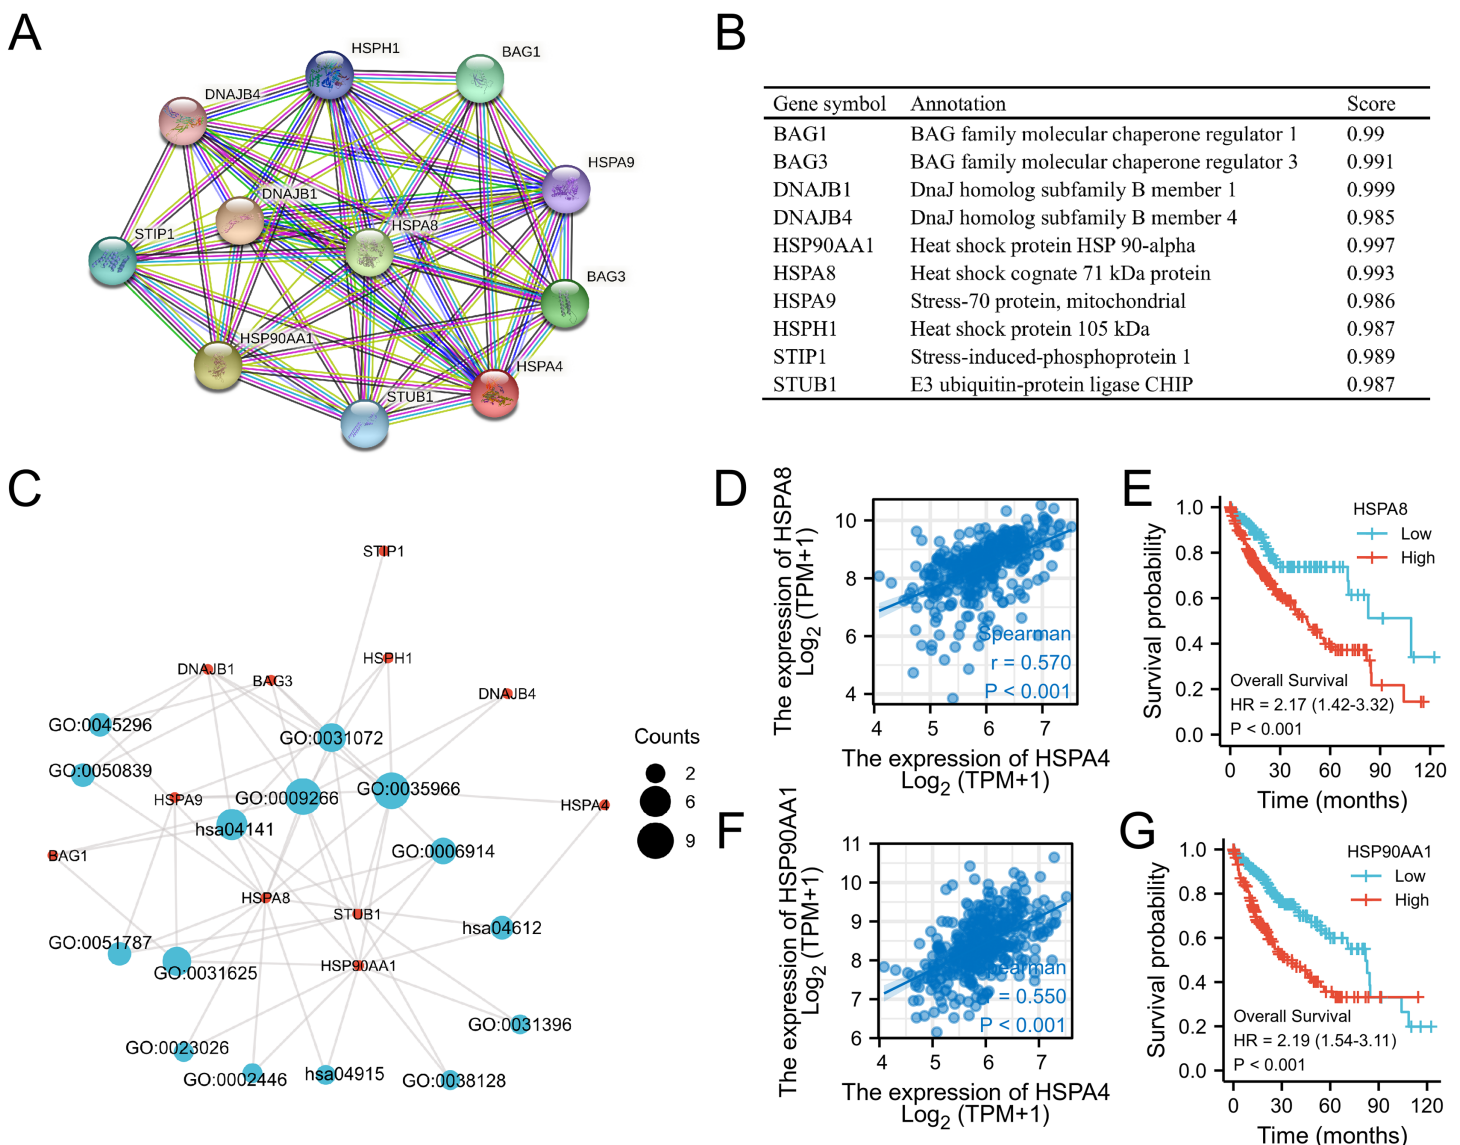 A
HSPH1
BAG1
DNAJB4
HSPA9
DNAJB1
HSPA8
STIP1
BAG3
HSP90AA1
HSPA4
STUB1
B
Gene symbol Annotation Score
BAG1 BAG family molecular chaperone regulator 1 0.99
BAG3 BAG family molecular chaperone regulator 3 0.991
DNAJB1 DnaJ homolog subfamily B member 1 0.999
DNAJB4 DnaJ homolog subfamily B member 4 0.985
HSP90AA1 Heat shock protein HSP 90-alpha 0.997
HSPA8 Heat shock cognate 71 kDa protein 0.993
HSPA9 Stress-70 protein, mitochondrial 0.986
HSPH1 Heat shock protein 105 kDa 0.987
STIP1 Stress-induced-phosphoprotein 1 0.989
STUB1 E3 ubiquitin-protein ligase CHIP 0.987
C
STIP1
HSPH1
DNAJB1
BAG3
DNAJB4
GO:0045296
GO:0031072
GO:0050839
GO:0035966
HSPA9
GO:0009266
HSPA4
hsa04141
GO:0006914
BAG1
HSPA8
STUB1
hsa04612
GO:0051787
GO:0031625
HSP90AA1
GO:0031396
GO:0023026
GO:0002446
hsa04915
GO:0038128
Counts
2
6
9
D
The expression of HSPA8
Log2 (TPM+1)
10
8
6
4
Spearman
r = 0.570
P < 0.001
4 5 6 7
The expression of HSPA4
Log2 (TPM+1)
E
Survival probability
1.0
0.8
0.6
0.4
0.2
0.0
HSPA8
Low
High
Overall Survival
HR = 2.17 (1.42-3.32)
P < 0.001
0 30 60 90 120
Time (months)
F
The expression of HSP90AA1
Log2 (TPM+1)
11
10
9
8
7
6
earman
= 0.550
P < 0.001
4 5 6 7
The expression of HSPA4
Log2 (TPM+1)
G
Survival probability
1.0
0.8
0.6
0.4
0.2
0.0
HSP90AA1
Low
High
Overall Survival
HR = 2.19 (1.54-3.11)
P < 0.001
0 30 60 90 120
Time (months)